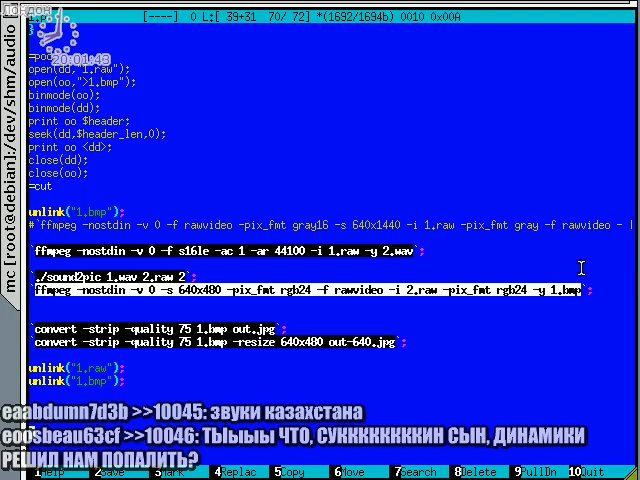 ЛОНДОН
[----]  0 L:[ 39+31  70/ 72] *(1692/1694b) 0010 0x00A
20:01:43
mc [root@debian]:/dev/shm/audio
=pod
open(dd,"1.raw");
open(oo,">1.bmp");
binmode(oo);
binmode(dd);
print oo $header;
seek(dd,$header_len,0);
print oo <dd>;
close(dd);
close(oo);
=cut
unlink("1.bmp");
#`ffmpeg -nostdin -v 0 -f rawvideo -pix_fmt gray16 -s 640x1440 -i 1.raw -pix_fmt gray -f rawvideo -
`ffmpeg -nostdin -v 0 -f s16le -ac 1 -ar 44100 -i 1.raw -y 2.wav`;
`./sound2pic 1.wav 2.raw 2`;
`ffmpeg -nostdin -v 0 -s 640x480 -pix_fmt rgb24 -f rawvideo -i 2.raw -pix_fmt rgb24 -y 1.bmp`;
`convert -strip -quality 75 1.bmp out.jpg`;
`convert -strip -quality 75 1.bmp -resize 640x480 out-640.jpg`;
unlink("1.raw");
unlink("1.bmp");
eaabdumn7d3b >>10045: звуки казахстана
eoosbeau63cf >>10046: ТЫыыы ЧТО, СУКККККККККИН СЫН, ДИНАМИКИ
РЕШИЛ НАМ ПОПАЛИТЬ?
1Help 2Save 3Mark 4Replac 5Copy 6Move 7Search 8Delete 9PullDn 10Quit